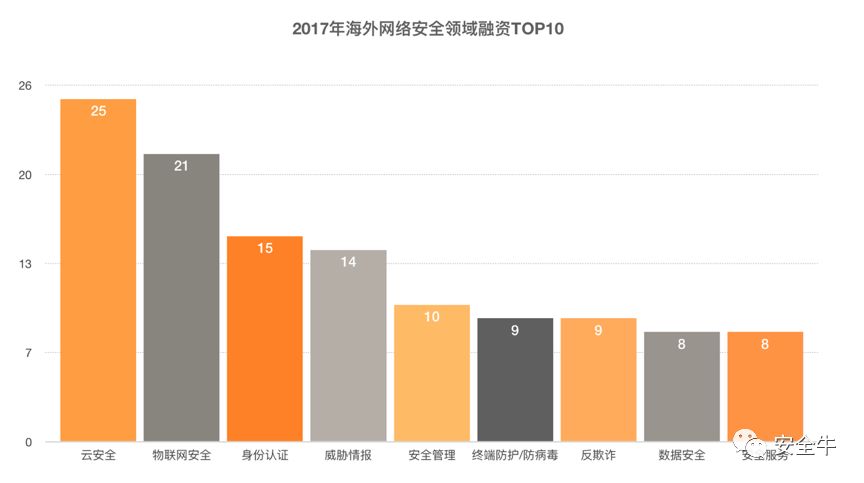 2017年海外网络安全领域融资TOP10
26
20
13
7
0
25
21
15
14
10
9
9
8
8
云安全
物联网安全
身份认证
威胁情报
安全管理
终端防护/防病毒
反欺诈
数据安全
安全服务
安全牛